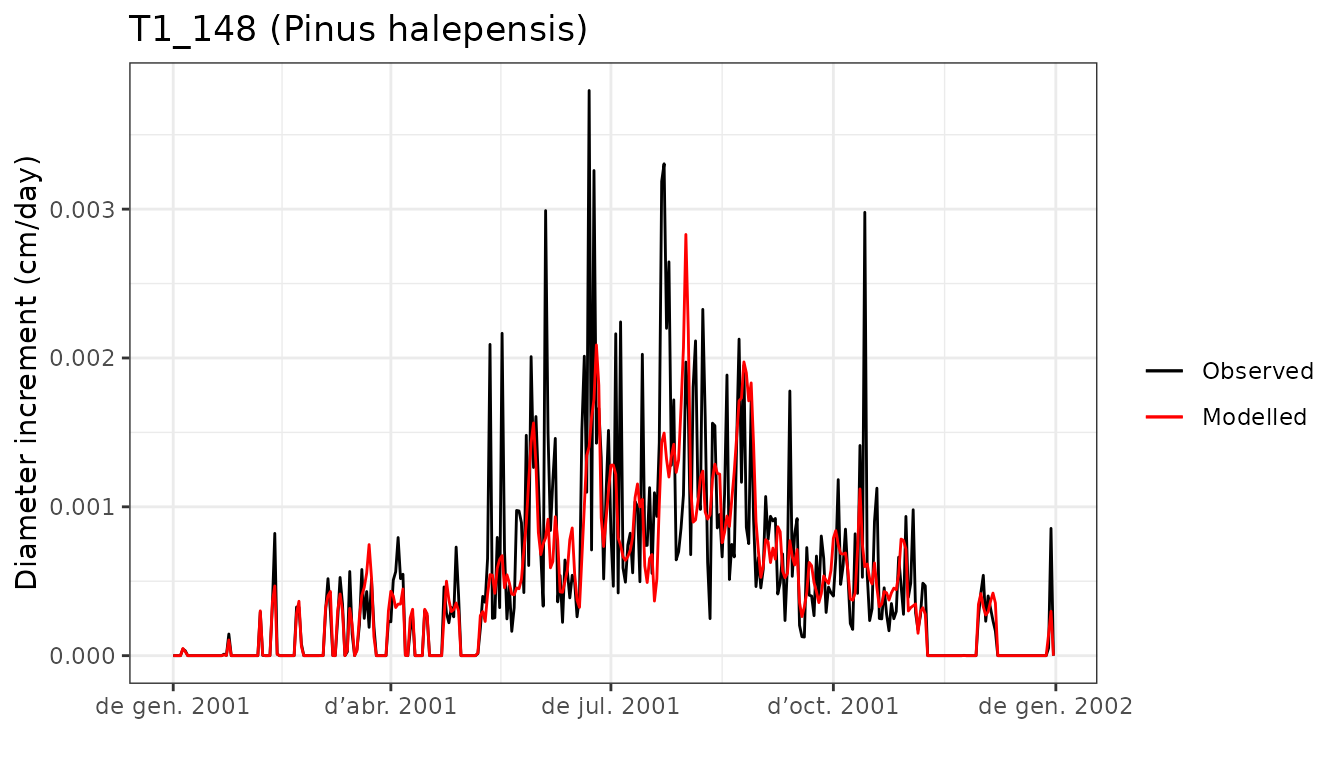 T1_148 (Pinus halepensis)
Diameter increment (cm/day)
0.003
0.002
0.001
0.000
de gen. 2001
d’abr. 2001
de jul. 2001
d’oct. 2001
de gen. 2002
Observed
Modelled